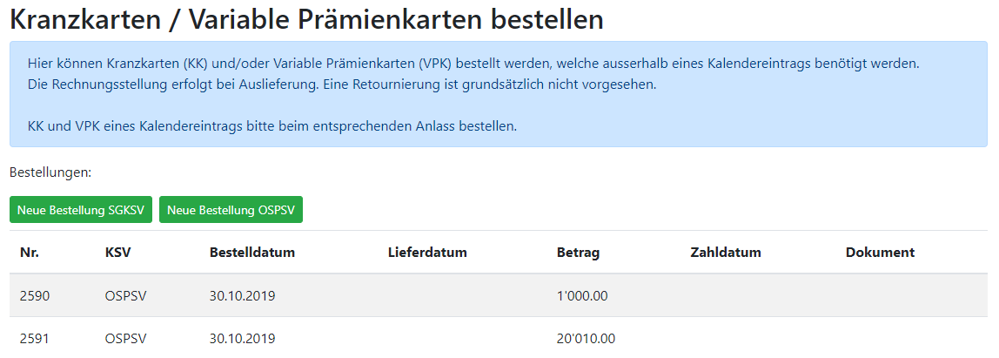 Kranzkarten / Variable Prämienkarten bestellen
Hier können Kranzkarten (KK) und/oder Variable Prämienkarten (VPK) bestellt werden, welche ausserhalb eines Kalendereintrags benötigt werden.
Die Rechnungsstellung erfolgt bei Auslieferung. Eine Retournierung ist grundsätzlich nicht vorgesehen.
KK und VPK eines Kalendereintrags bitte beim entsprechenden Anlass bestellen.
Bestellungen:
Neue Bestellung SGKSV Neue Bestellung OSPSV
Nr. KSV Bestelldatum Lieferdatum Betrag Zahldatum Dokument
2590 OSPSV 30.10.2019 1'000.00
2591 OSPSV 30.10.2019 20'010.00